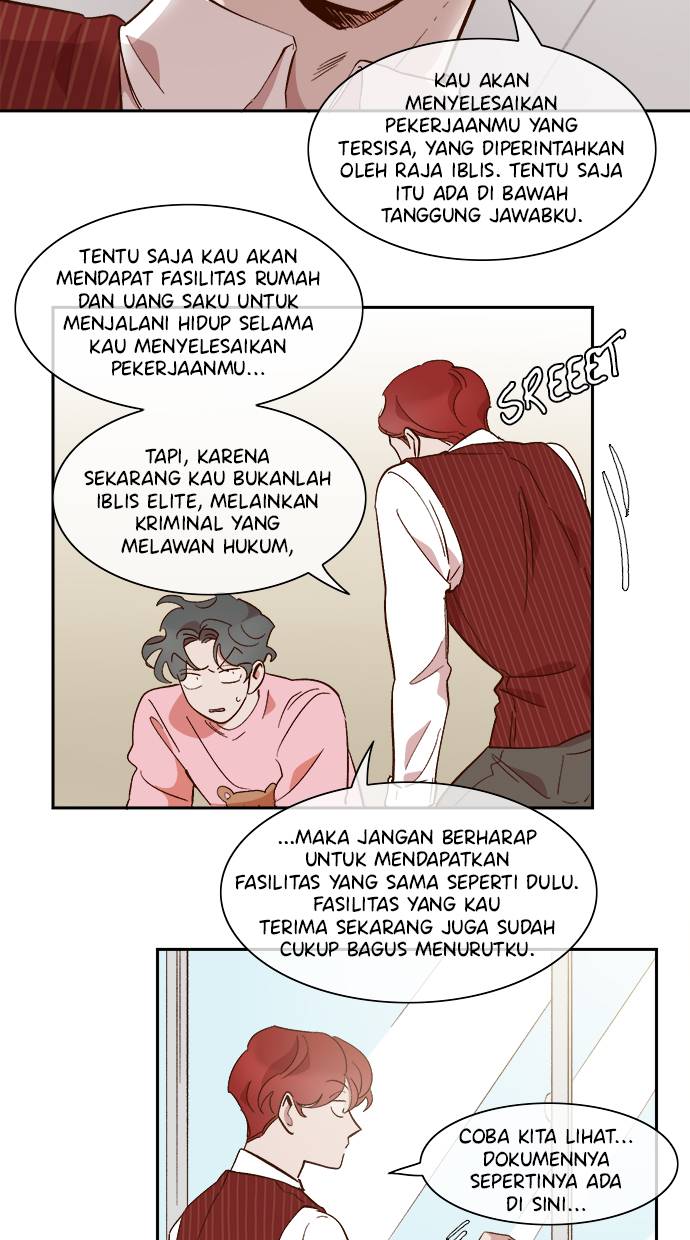 KAU AKAN
MENYELESAIKAN
PEKERJAANMU YANG
TERSISA, YANG DIPERINTAHKAN
OLEH RAJA IBLIS. TENTU SAJA
ITU ADA DI BAWAH
TANGGUNG JAWABKU.
TENTU SAJA KAU AKAN
MENDAPAT FASILITAS RUMAH
DAN UANG SAKU UNTUK
MENJALANI HIDUP SELAMA
KAU MENYELESAIKAN
PEKERJAANMU...
SREEET
TAPI, KARENA
SEKARANG KAU BUKANLAH
IBLIS ELITE, MELAINKAN
KRIMINAL YANG
MELAWAN HUKUM,
...MAKA JANGAN BERHARAP
UNTUK MENDAPATKAN
FASILITAS YANG SAMA SEPERTI DULU.
FASILITAS YANG KAU
TERIMA SEKARANG JUGA SUDAH
CUKUP BAGUS MENURUTKU.
COBA KITA LIHAT...
DOKUMENNYA
SEPERTINYA ADA
DI SINI...